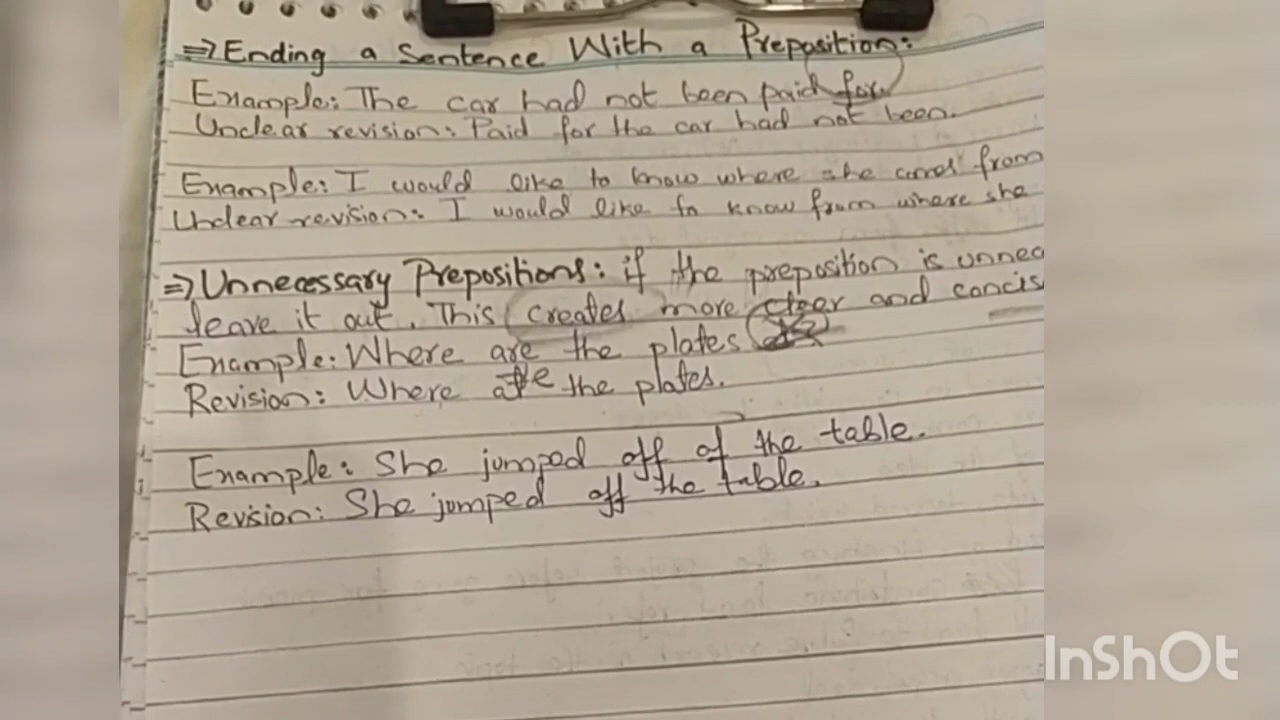 ⇒ Ending a Sentence With a Preposition:
Example: The car had not been paid for.
Unclear revision: Paid for the car had not been.
Example: I would like to know where she comes from
Unclear revision: I would like to know from where she
⇒ Unnecessary Prepositions: if the preposition is unnec
leave it out. This creates more clear and concis
Example: Where are the plates
Revision: Where are the plates.
Example: She jumped off of the table.
Revision: She jumped off the table.
InShOt